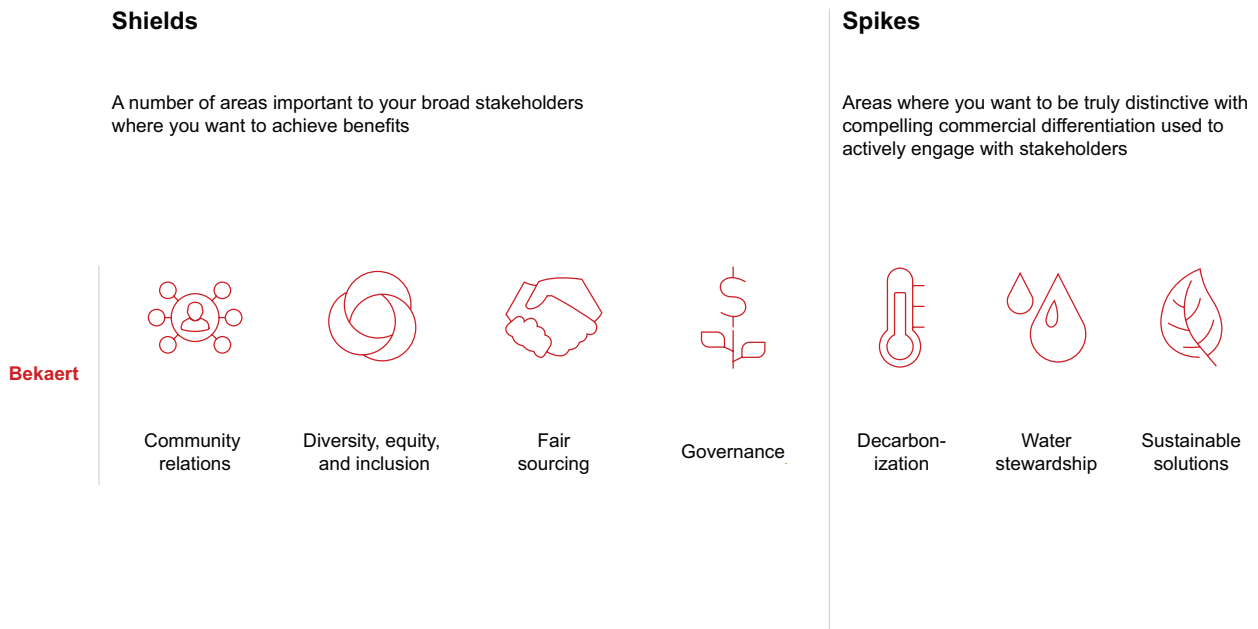 Shields
A number of areas important to your broad stakeholders
where you want to achieve benefits
Spikes
Areas where you want to be truly distinctive with
compelling commercial differentiation used to
actively engage with stakeholders
Bekaert
$
Community
relations
Diversity, equity,
and inclusion
Fair
sourcing
Governance
Decarbon-
ization
Water
stewardship
Sustainable
solutions